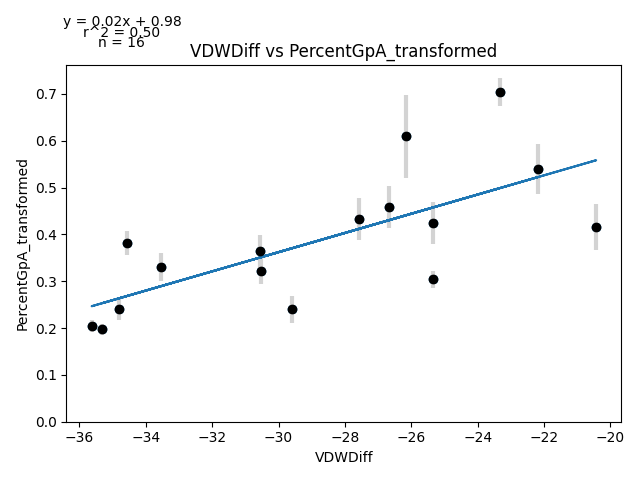 y = 0.02x + 0.98
r^2 = 0.50
n = 16
VDWDiff vs PercentGpA_transformed
PercentGpA_transformed
0.7
0.6
0.5
0.4
0.3
0.2
0.1
0.0
−36 −34 −32 −30 −28 −26 −24 −22 −20
VDWDiff